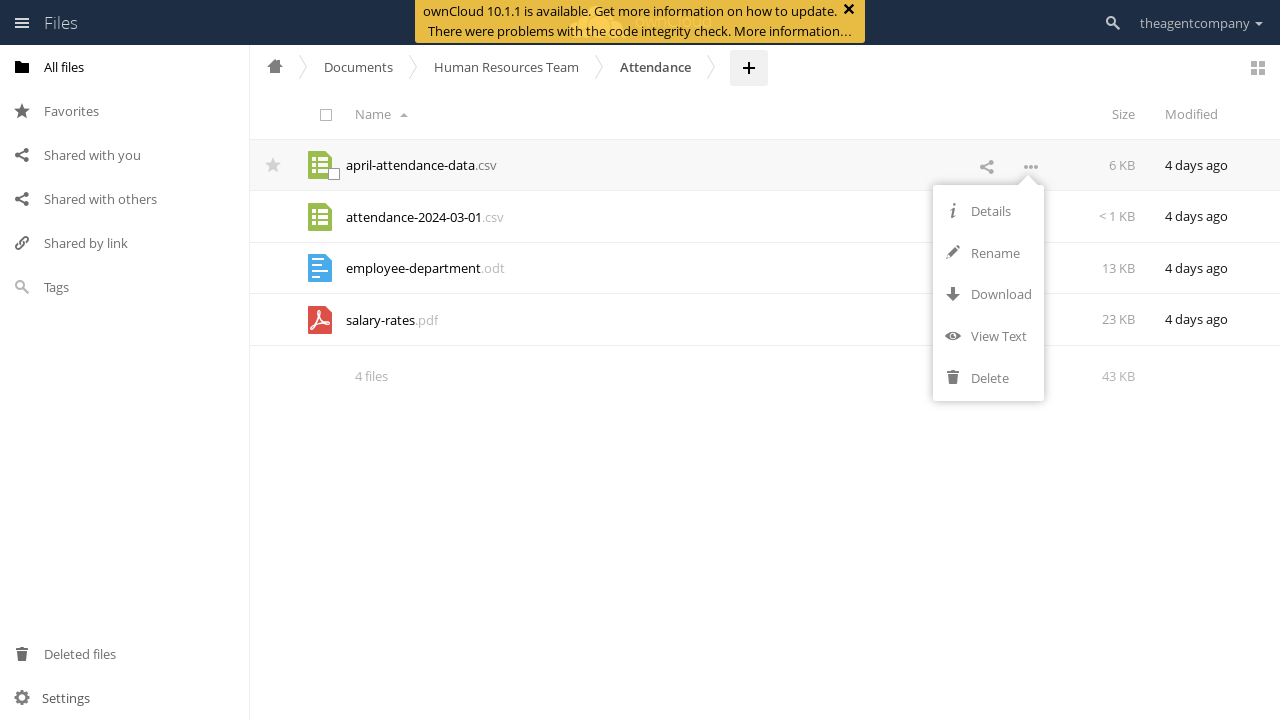 Files
ownCloud 10.1.1 is available. Get more information on how to update.
There were problems with the code integrity check. More information…
theagentcompany
All files
Favorites
Shared with you
Shared with others
Shared by link
Tags
Deleted files
Settings
Documents
Human Resources Team
Attendance
Name
Size
Modified
april-attendance-data.csv
6 KB
4 days ago
attendance-2024-03-01.csv
< 1 KB
4 days ago
employee-department.odt
13 KB
4 days ago
salary-rates.pdf
23 KB
4 days ago
4 files
43 KB
Details
Rename
Download
View Text
Delete